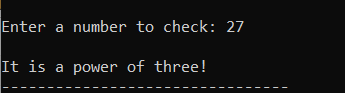 Enter a number to check: 27
It is a power of three!
--------------------------------